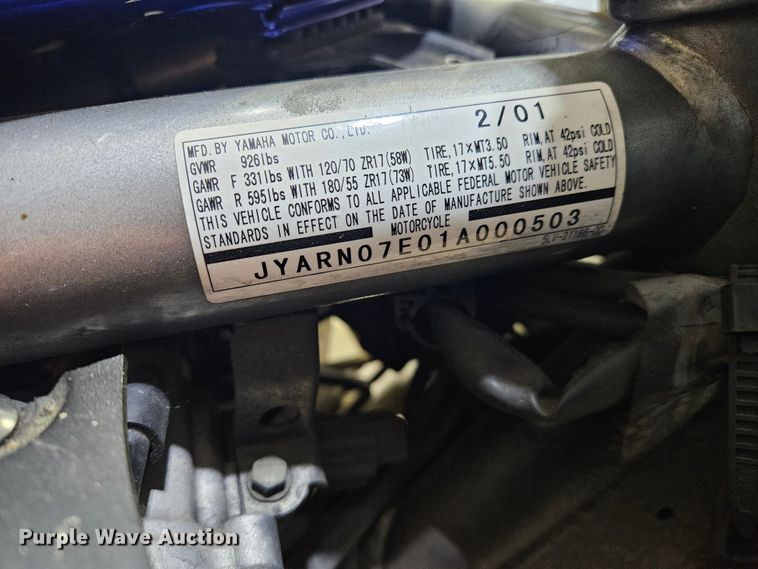 2/01
MFD. BY YAMAHA MOTOR CO., LTD.
GVWR 926lbs
GAWR F 331lbs WITH 120/70 ZR17(58W) TIRE, 17×MT3.50 RIM, AT 42psi COLD
GAWR R 595lbs WITH 180/55 ZR17(73W) TIRE, 17×MT5.50 RIM, AT 42psi COLD
THIS VEHICLE CONFORMS TO ALL APPLICABLE FEDERAL MOTOR VEHICLE SAFETY
STANDARDS IN EFFECT ON THE DATE OF MANUFACTURE SHOWN ABOVE.
MOTORCYCLE
JYARN07E01A000503
Purple Wave Auction